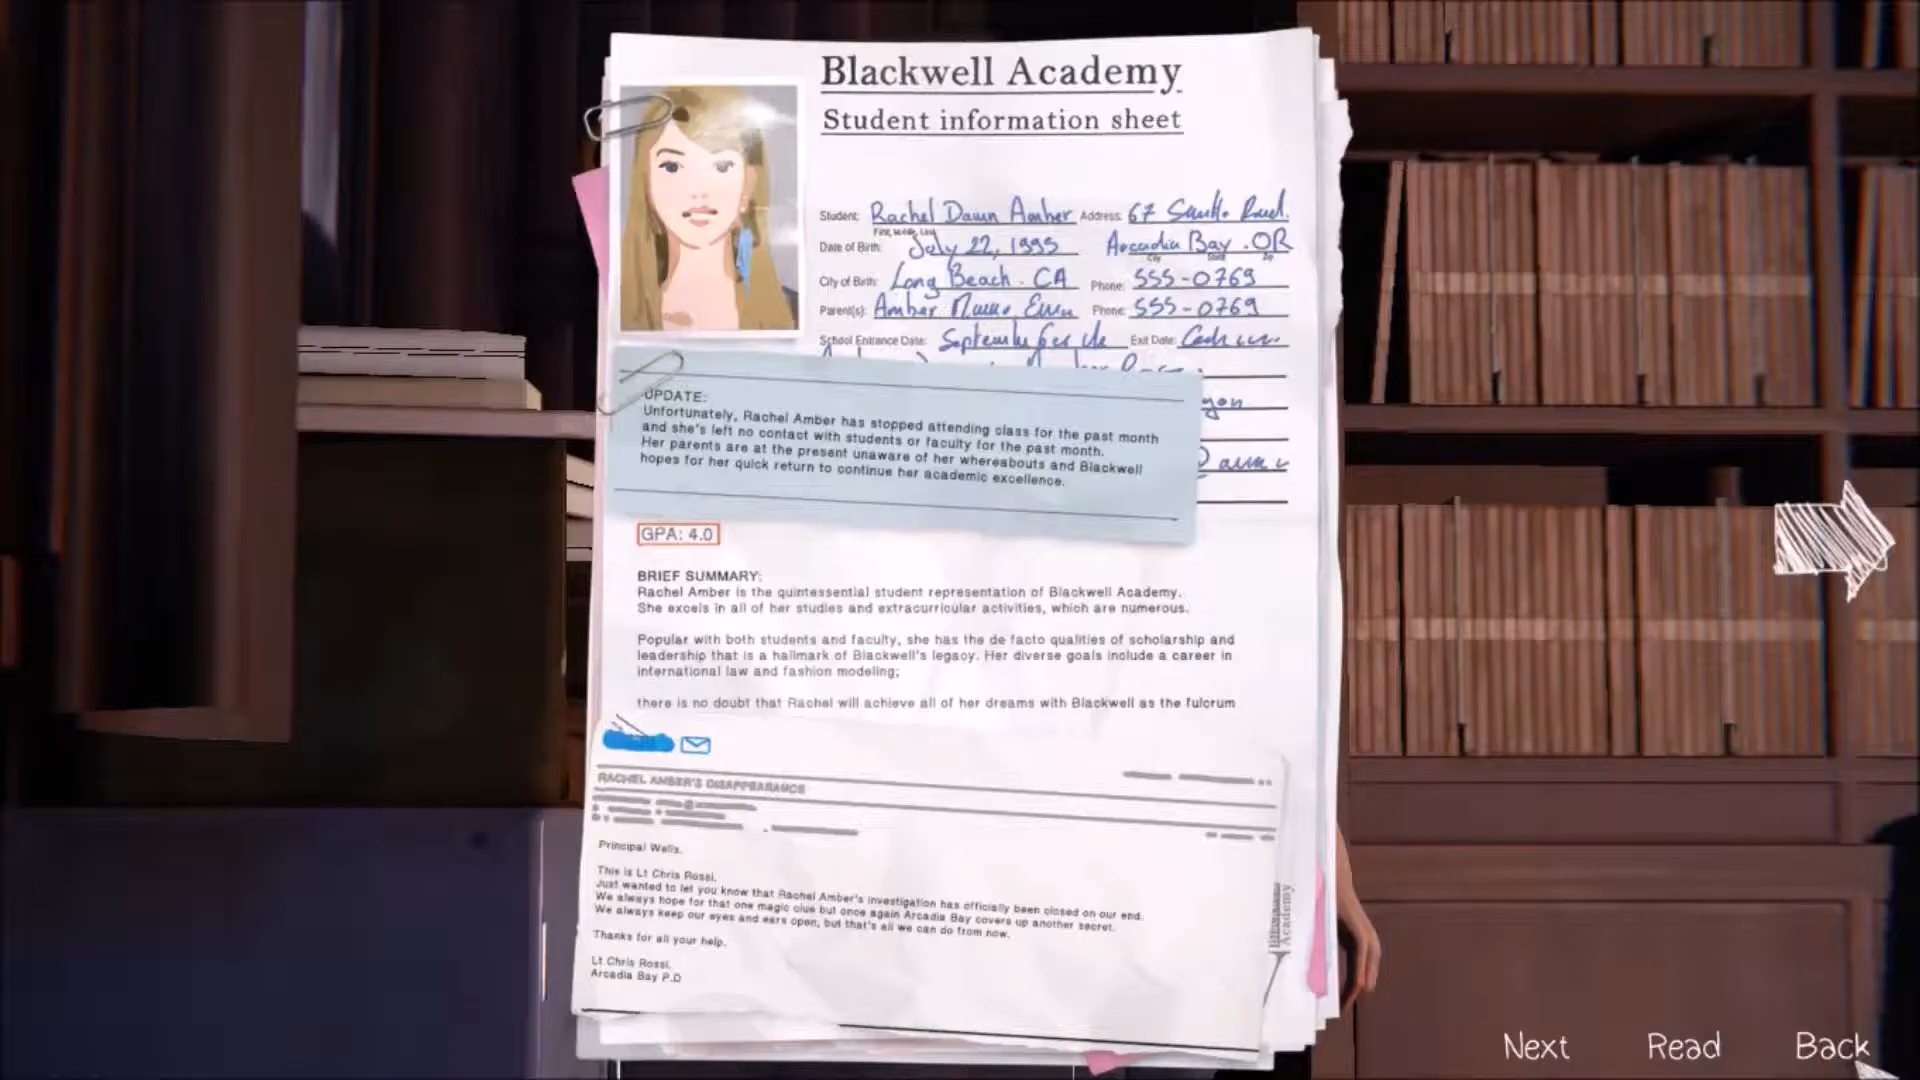 Blackwell Academy
Student information sheet
Student: Rachel Dawn Amber Address: 67
Date of Birth: July 22, 1995 Arcadia Bay . OR
City of Birth: Long Beach . CA Phone: 555-0769
Parent(s): Amber Phone: 555-0769
School Entrance Date: Exit Date:
UPDATE:
Unfortunately, Rachel Amber has stopped attending class for the past month
and she's left no contact with students or faculty for the past month.
Her parents are at the present unaware of her whereabouts and Blackwell
hopes for her quick return to continue her academic excellence.
GPA: 4.0
BRIEF SUMMARY:
Rachel Amber is the quintessential student representation of Blackwell Academy.
She excels in all of her studies and extracurricular activities, which are numerous.
Popular with both students and faculty, she has the de facto qualities of scholarship and
leadership that is a hallmark of Blackwell's legacy. Her diverse goals include a career in
international law and fashion modeling;
there is no doubt that Rachel will achieve all of her dreams with Blackwell as the fulcrum
RACHEL AMBER'S DISAPPEARANCE
Principal Wells,
This is Lt Chris Rossi.
Just wanted to let you know that Rachel Amber's investigation has officially been closed on our end.
We always hope for that one magic clue but once again Arcadia Bay covers up another secret.
We always keep our eyes and ears open, but that's all we can do from now.
Thanks for all your help.
Lt Chris Rossi.
Arcadia Bay P.D
Academy
Next Read Back